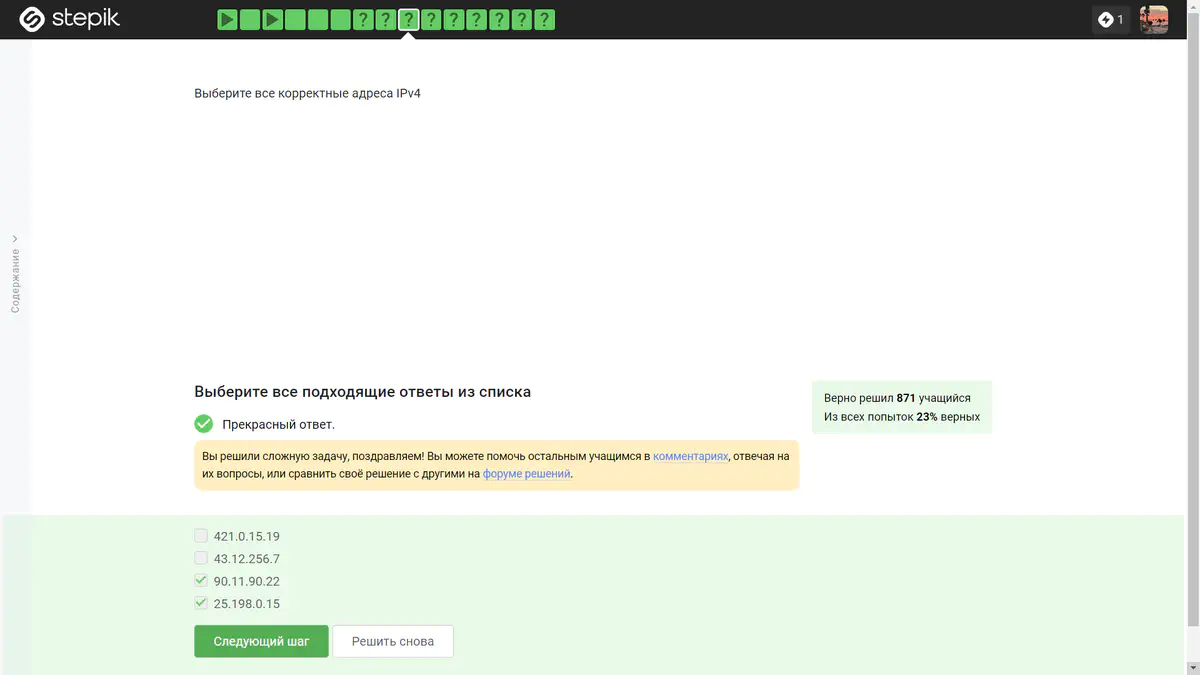 stepik
? ? ? ? ? ? ? ? ?
1
Выберите все корректные адреса IPv4
Содержание
Выберите все подходящие ответы из списка
Верно решил 871 учащийся
Из всех попыток 23% верных
Прекрасный ответ.
Вы решили сложную задачу, поздравляем! Вы можете помочь остальным учащимся в комментариях, отвечая на
их вопросы, или сравнить своё решение с другими на форуме решений.
421.0.15.19
43.12.256.7
90.11.90.22
25.198.0.15
Следующий шаг
Решить снова